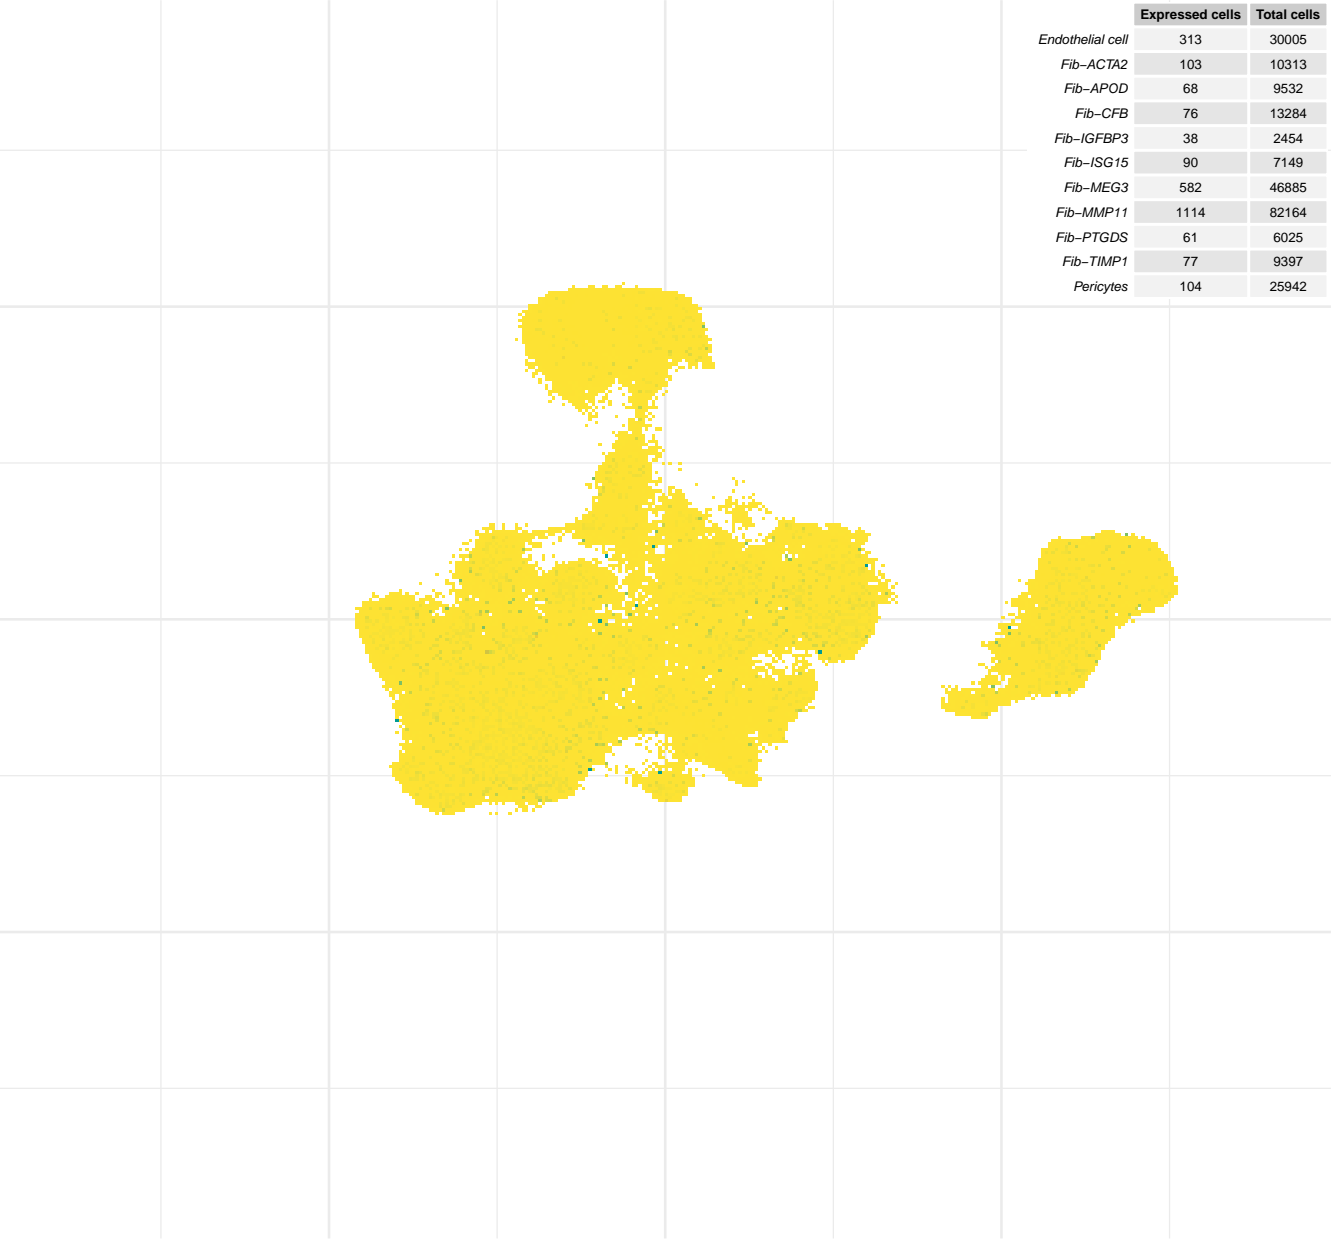 Expressed cells Total cells
Endothelial cell 313 30005
Fib−ACTA2 103 10313
Fib−APOD 68 9532
Fib−CFB 76 13284
Fib−IGFBP3 38 2454
Fib−ISG15 90 7149
Fib−MEG3 582 46885
Fib−MMP11 1114 82164
Fib−PTGDS 61 6025
Fib−TIMP1 77 9397
Pericytes 104 25942